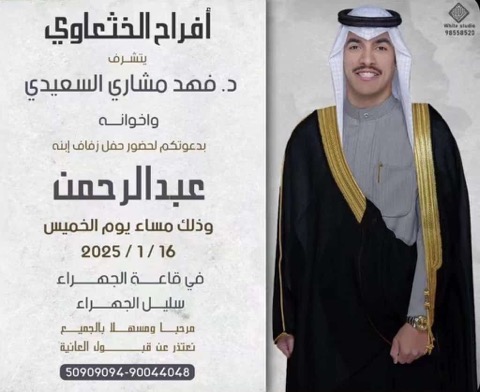 أفراح الخثعاوي
يتشرف
د. فهد مشاري السعيدي
واخوانه
بدعوتكم لحضور حفل زفاف إبنه
عبدالرحمن
وذلك مساء يوم الخميس
2025 / 1 / 16
في قاعة الجهراء
سليل الجهراء
مرحبا ومسهلا بالجميع
نعتذر عن قبول العانية
50909094-90044048
White studio
98558520